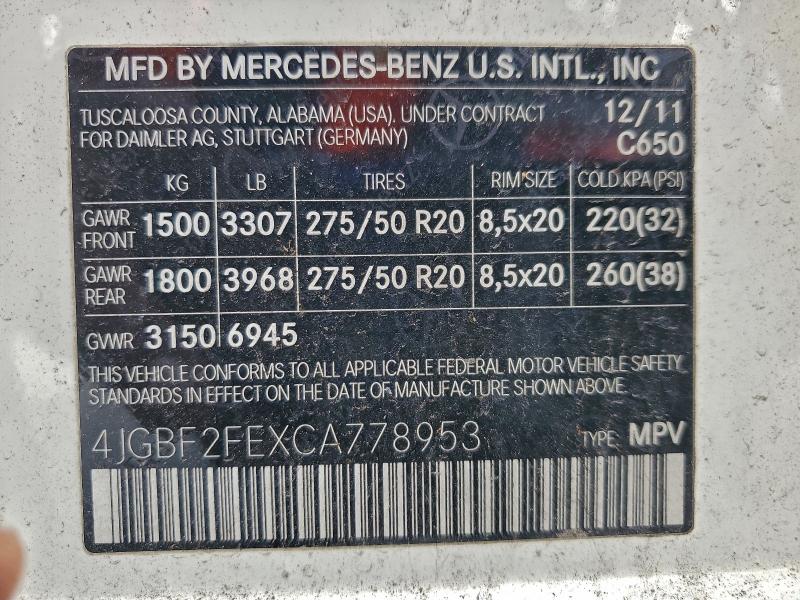 MFD BY MERCEDES-BENZ U.S. INTL., INC
TUSCALOOSA COUNTY, ALABAMA (USA). UNDER CONTRACT 12/11
FOR DAIMLER AG, STUTTGART (GERMANY) C650
KG LB TIRES RIM SIZE COLD KPA (PSI)
GAWR FRONT 1500 3307 275/50 R20 8,5x20 220(32)
GAWR REAR 1800 3968 275/50 R20 8,5x20 260(38)
GVWR 3150 6945
THIS VEHICLE CONFORMS TO ALL APPLICABLE FEDERAL MOTOR VEHICLE SAFETY
STANDARDS IN EFFECT ON THE DATE OF MANUFACTURE SHOWN ABOVE.
4JGBF2FEXCA778953 TYPE: MPV